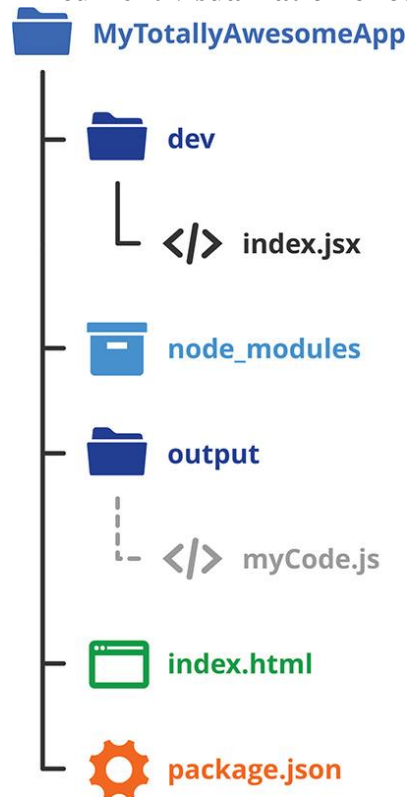 MyTotallyAwesomeApp
dev
</> index.jsx
node_modules
output
</> myCode.js
index.html
package.json